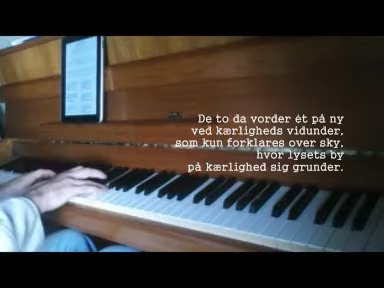 De to da vorder ét på ny
ved kærligheds vidunder,
som kun forklares over sky,
hvor lysets by
på kærlighed sig grunder.